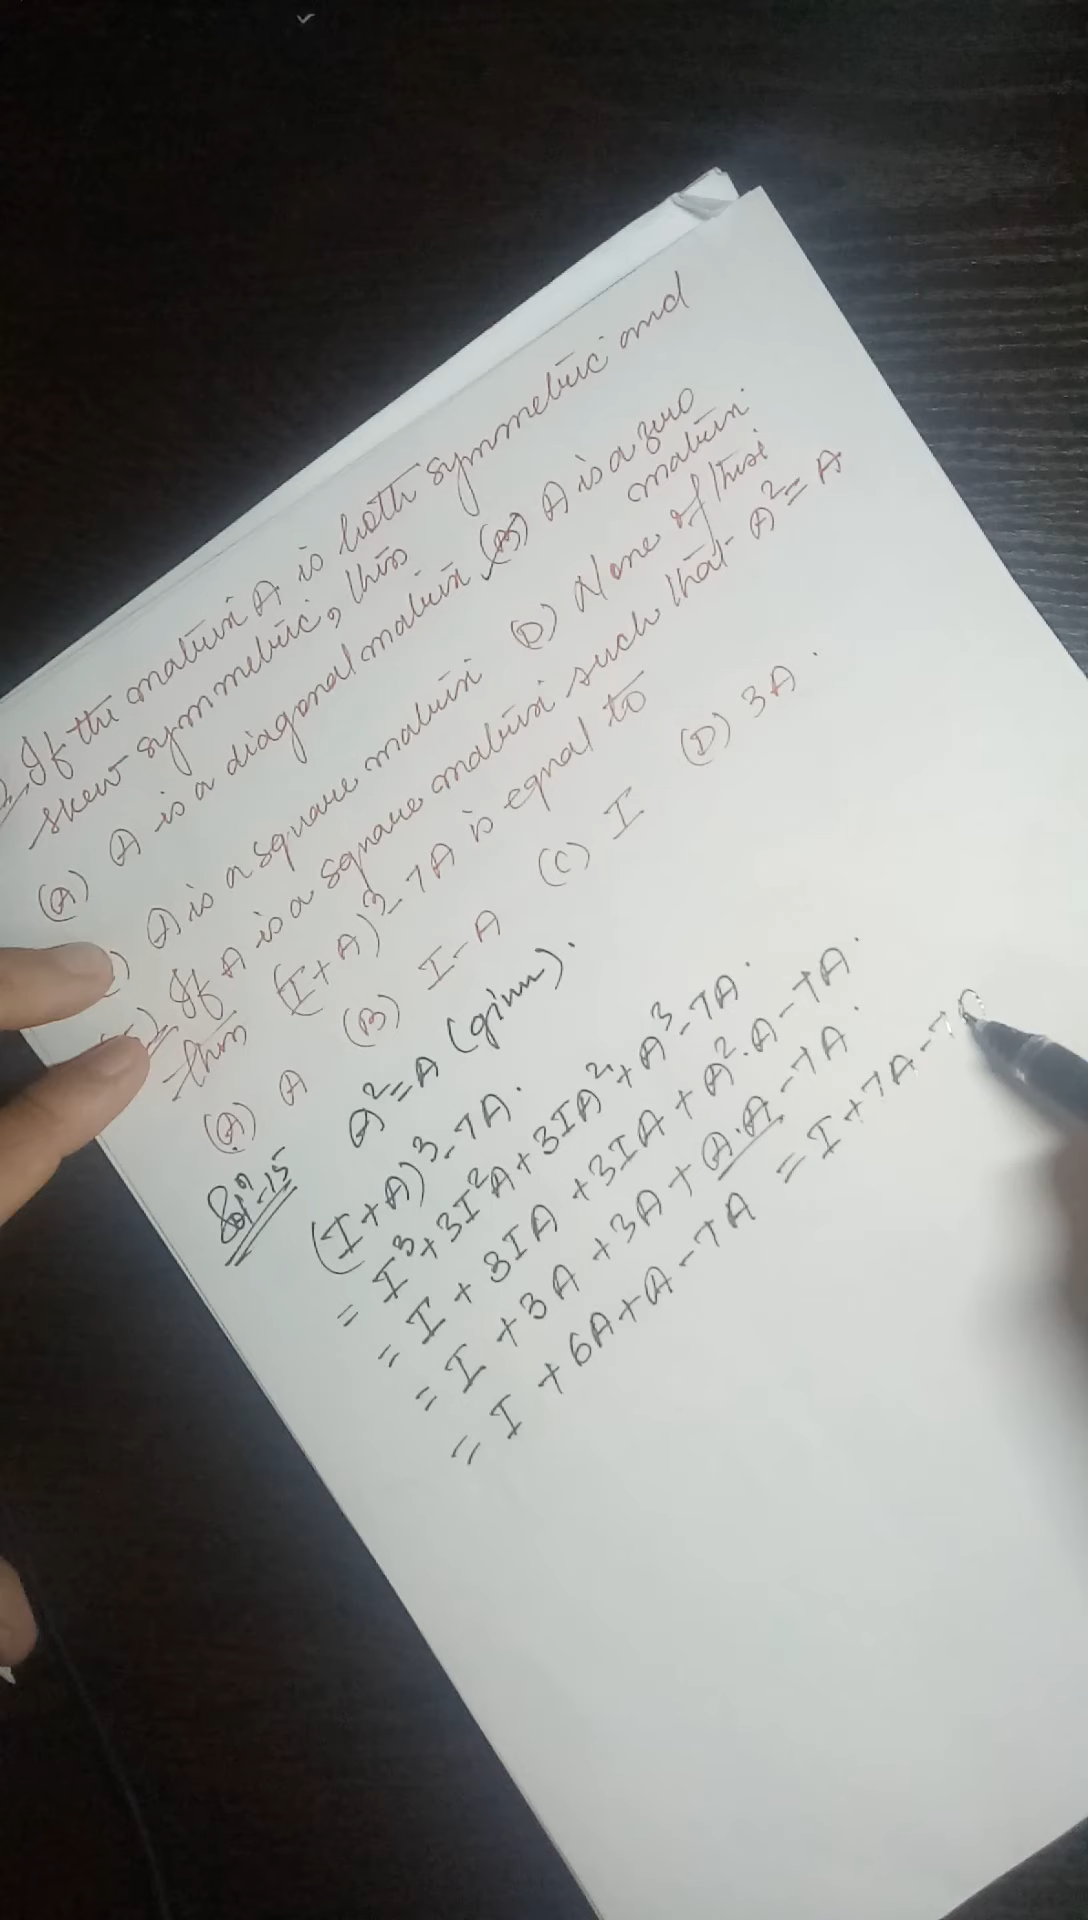 If the matrix A is both symmetric and
skew symmetric, then
(A) A is a diagonal matrix (B) A is a zero
matrix.
A is a square matrix (D) None of these
If A is a square matrix such that A²=A
then (I+A)³-7A is equal to
(A) A (B) I-A (C) I (D) 3A.
Solⁿ-15 A²=A (given).
(I+A)³-7A.
= I³+3I²A+3IA²+A³-7A.
= I+3IA+3IA+A².A-7A.
= I+3A+3A+A.A-7A.
= I+6A+A-7A = I+7A-7A